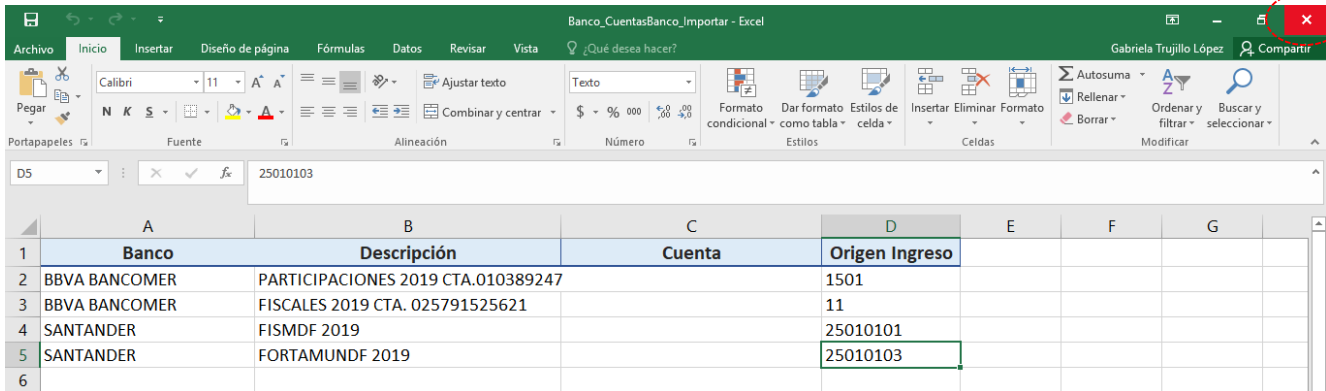 Banco_CuentasBanco_Importar - Excel
Archivo Inicio Insertar Diseño de página Fórmulas Datos Revisar Vista ¿Qué desea hacer? Gabriela Trujillo López Compartir
Pegar
Calibri 11 A A
N K S A
Ajustar texto
Combinar y centrar
Texto
$ % 000
Formato condicional
Dar formato como tabla
Estilos de celda
Insertar Eliminar Formato
Autosuma
Rellenar
Borrar
Ordenar y filtrar
Buscar y seleccionar
Portapapeles Fuente Alineación Número Estilos Celdas Modificar
D5 fx 25010103
A B C D E F G
1 Banco Descripción Cuenta Origen Ingreso
2 BBVA BANCOMER PARTICIPACIONES 2019 CTA.010389247 1501
3 BBVA BANCOMER FISCALES 2019 CTA. 025791525621 11
4 SANTANDER FISMDF 2019 25010101
5 SANTANDER FORTAMUNDF 2019 25010103
6